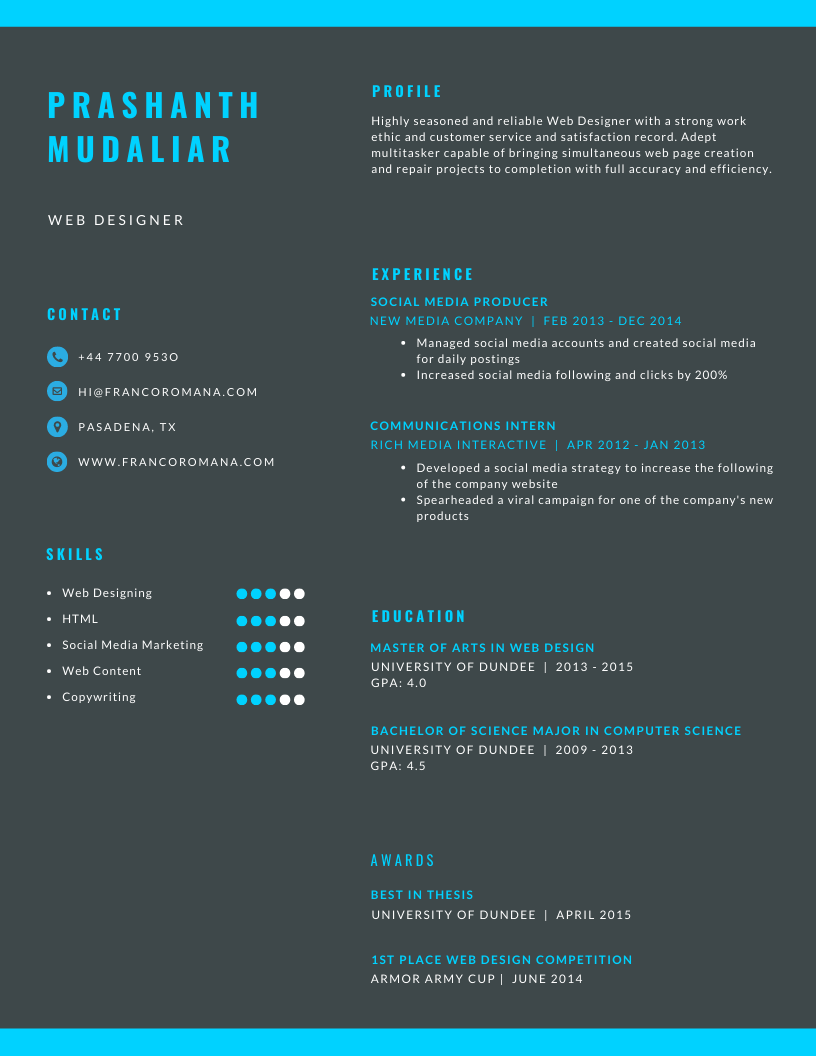 PRASHANTH
MUDALIAR
WEB DESIGNER
CONTACT
+44 7700 953O
HI@FRANCOROMANA.COM
PASADENA, TX
WWW.FRANCOROMANA.COM
SKILLS
• Web Designing
• HTML
• Social Media Marketing
• Web Content
• Copywriting
PROFILE
Highly seasoned and reliable Web Designer with a strong work
ethic and customer service and satisfaction record. Adept
multitasker capable of bringing simultaneous web page creation
and repair projects to completion with full accuracy and efficiency.
EXPERIENCE
SOCIAL MEDIA PRODUCER
NEW MEDIA COMPANY | FEB 2013 - DEC 2014
• Managed social media accounts and created social media
for daily postings
• Increased social media following and clicks by 200%
COMMUNICATIONS INTERN
RICH MEDIA INTERACTIVE | APR 2012 - JAN 2013
• Developed a social media strategy to increase the following
of the company website
• Spearheaded a viral campaign for one of the company's new
products
EDUCATION
MASTER OF ARTS IN WEB DESIGN
UNIVERSITY OF DUNDEE | 2013 - 2015
GPA: 4.0
BACHELOR OF SCIENCE MAJOR IN COMPUTER SCIENCE
UNIVERSITY OF DUNDEE | 2009 - 2013
GPA: 4.5
AWARDS
BEST IN THESIS
UNIVERSITY OF DUNDEE | APRIL 2015
1ST PLACE WEB DESIGN COMPETITION
ARMOR ARMY CUP | JUNE 2014